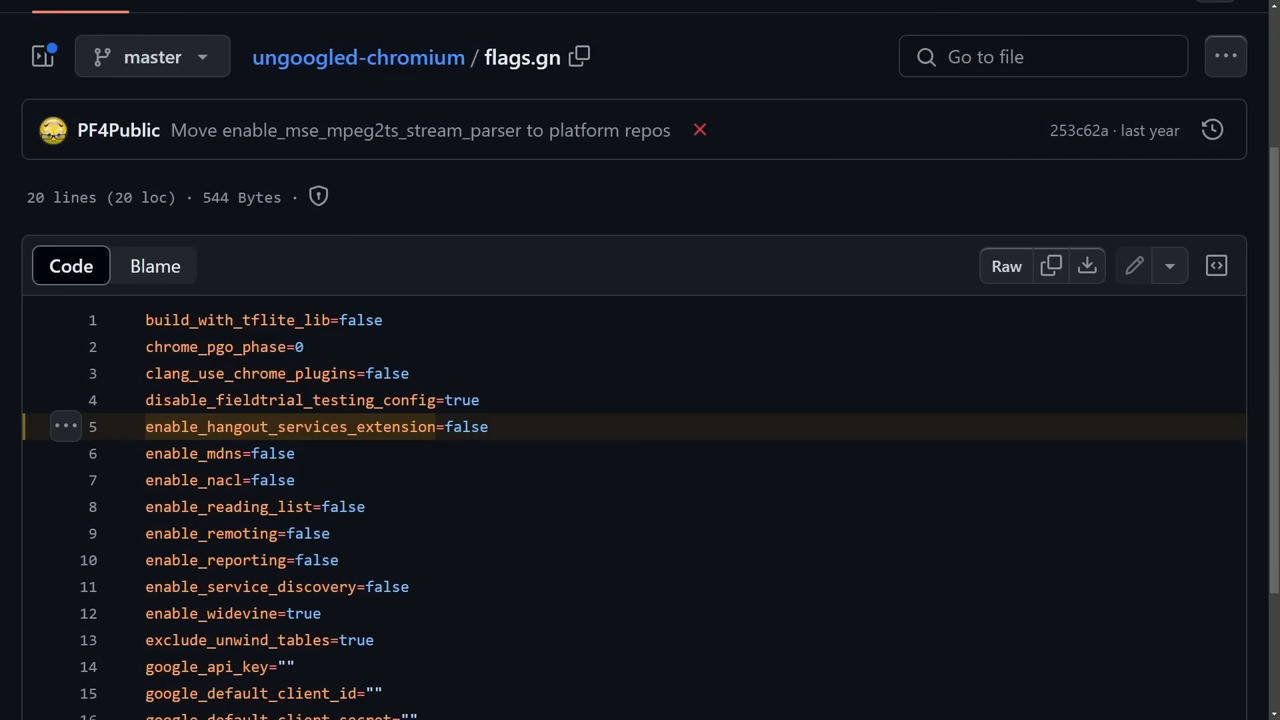 master
ungoogled-chromium / flags.gn
Go to file
PF4Public Move enable_mse_mpeg2ts_stream_parser to platform repos
253c62a · last year
20 lines (20 loc) · 544 Bytes ·
Code Blame
Raw
1 build_with_tflite_lib=false
2 chrome_pgo_phase=0
3 clang_use_chrome_plugins=false
4 disable_fieldtrial_testing_config=true
5 enable_hangout_services_extension=false
6 enable_mdns=false
7 enable_nacl=false
8 enable_reading_list=false
9 enable_remoting=false
10 enable_reporting=false
11 enable_service_discovery=false
12 enable_widevine=true
13 exclude_unwind_tables=true
14 google_api_key=""
15 google_default_client_id=""
16 google_default_client_secret=""